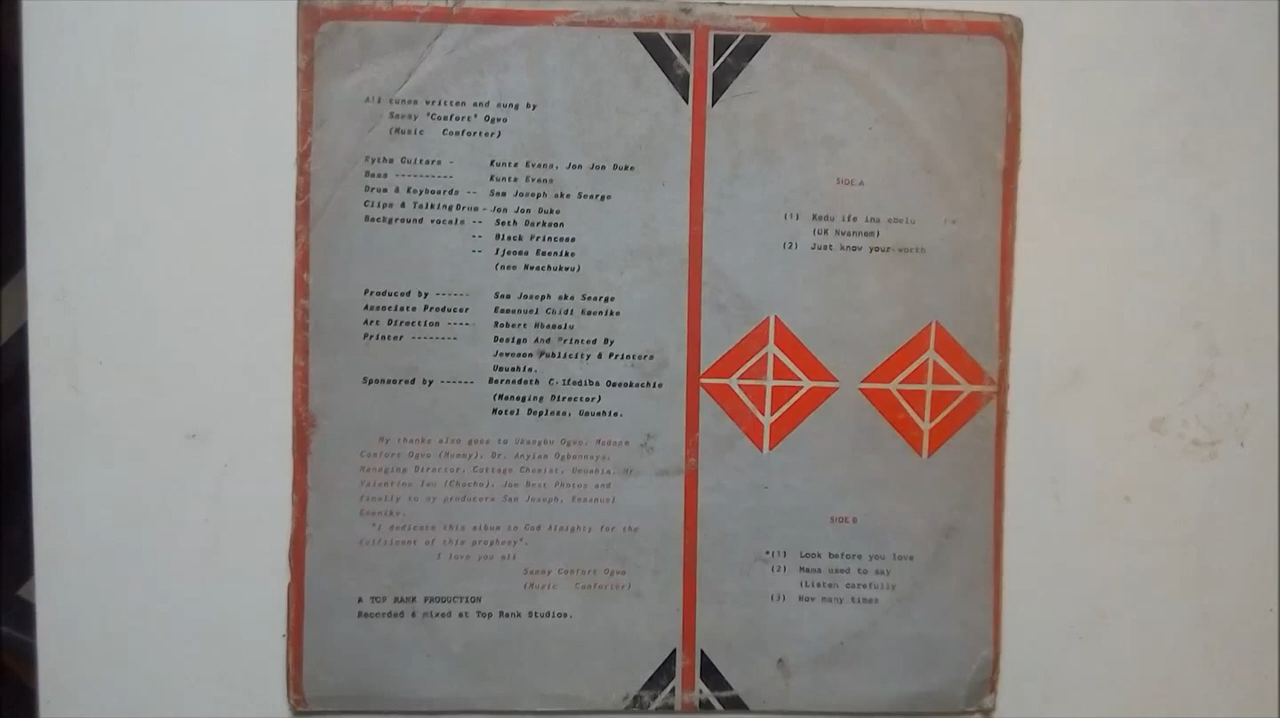 All tunes written and sung by
Sammy "Comfort" Ogwo
(Music Comforter)
Rythm Guitars - Kuntz Evans, Jon Jon Duke
Bass ---------- Kuntz Evans
Drum & Keyboards -- Sam Joseph aka Searge
Clips & Talking Drum - Jon Jon Duke
Background vocals -- Seth Darkson
-- Black Princess
-- Ijeoma Emenike
(nee Nwachukwu)
Produced by ------ Sam Joseph aka Searge
Associate Producer Emmanuel Chidi Emenike
Art Direction ---- Robert
Printer -------- Design And Printed By
Jeweson Publicity & Printers
Umuahia.
Sponsored by ------ Bernadeth C. Ifediba Omeokachie
(Managing Director)
Motel Deplaza, Umuahia.
My thanks also goes to Ukangbu Ogwo, Madame
Comfort Ogwo (Mummy), Dr. Anyiam Ogbonnaya,
Managing Director, Cottage Chemist, Umuahia, Mr
Valentine (Chocho), Jom Best Photos and
finally to my producers Sam Joseph, Emmanuel
Emenike.
"I dedicate this album to God Almighty for the
fulfilment of this prophesy".
I love you all
Sammy Comfort Ogwo
(Music Comforter)
A TOP RANK PRODUCTION
Recorded & mixed at Top Rank Studios.
SIDE A
(1) Kedu ife ina ebelu
(UK Nwannem)
(2) Just know your worth
SIDE B
*(1) Look before you love
(2) Mama used to say
(Listen carefully
(3) How many times